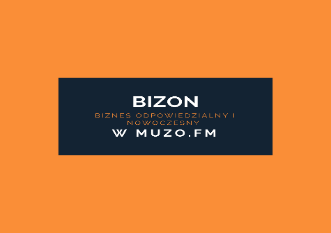 BIZON
BIZNES ODPOWIEDZIALNY I
NOWOCZESNY
W MUZO.FM